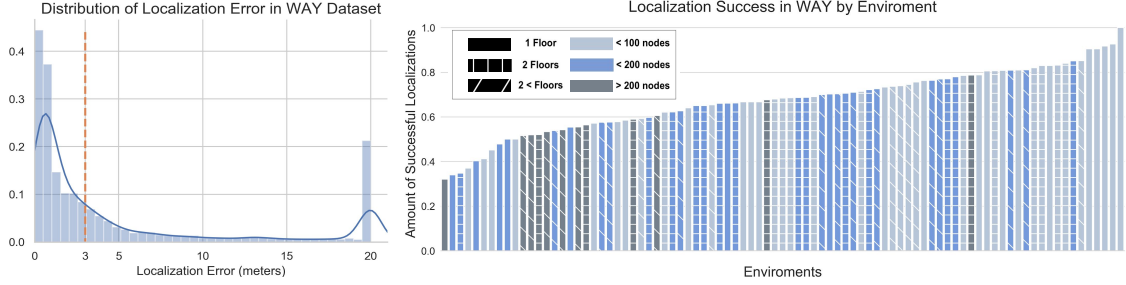 Distribution of Localization Error in WAY Dataset
0.4
0.3
0.2
0.1
0.0
0 3 5 10 15 20
Localization Error (meters)
Localization Success in WAY by Enviroment
Amount of Successful Localizations
1.0
0.8
0.6
0.4
0.2
0.0
1 Floor < 100 nodes
2 Floors < 200 nodes
2 < Floors > 200 nodes
Enviroments